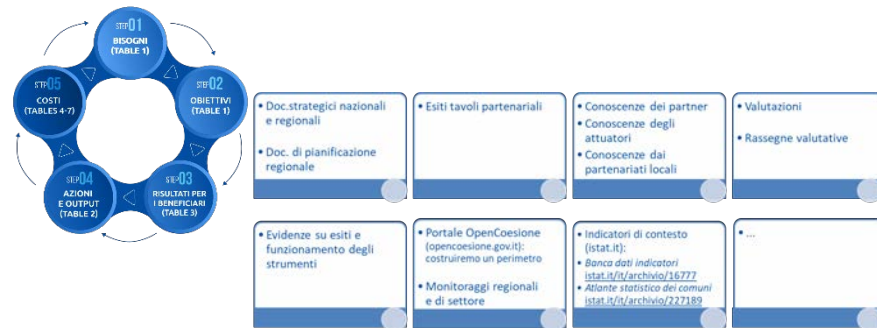 STEP01
BISOGNI
(TABLE 1)
STEP02
OBIETTIVI
(TABLE 1)
STEP03
RISULTATI PER
I BENEFICIARI
(TABLE 3)
STEP04
AZIONI
E OUTPUT
(TABLE 2)
STEP05
COSTI
(TABLES 4-7)
• Doc.strategici nazionali
e regionali
• Doc. di pianificazione
regionale
• Esiti tavoli partenariali
• Conoscenze dei partner
• Conoscenze degli
attuatori
• Conoscenze dai
partenariati locali
• Valutazioni
• Rassegne valutative
• Evidenze su esiti e
funzionamento degli
strumenti
• Portale OpenCoesione
(opencoesione.gov.it):
costruiremo un perimetro
• Monitoraggi regionali
e di settore
• Indicatori di contesto
(istat.it):
• Banca dati indicatori
istat.it/it/archivio/16777
• Atlante statistico dei comuni
istat.it/it/archivio/227189
• ...